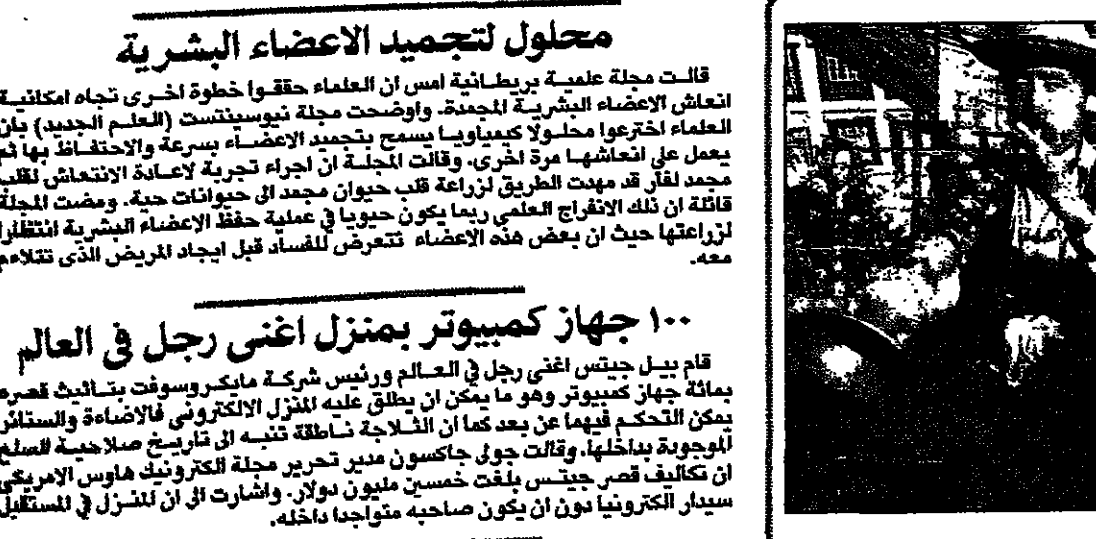 محلول لتجميد الاعضاء البشرية
قالت مجلة علمية بريطانية امس ان العلماء حققوا خطوة اخرى تجاه امكانية
انعاش الاعضاء البشرية المجمدة. واوضحت مجلة نيوسينتست (العلم الجديد) بان
العلماء اخترعوا محلولا كيمياويا يسمح بتجميد الاعضاء بسرعة والاحتفاظ بها ثم
يعمل على انعاشها مرة اخرى. وقالت المجلة ان اجراء تجربة لاعادة الانتعاش لقلب
مجمد لفأر قد مهدت الطريق لزراعة قلب حيوان مجمد الى حيوانات حية. ومضت المجلة
قائلة ان ذلك الانفراج العلمي ربما يكون حيويا في عملية حفظ الاعضاء البشرية انتظارا
لزراعتها حيث ان بعض هذه الاعضاء تتعرض للفساد قبل ايجاد المريض الذى تتلاءم
معه.
١٠٠ جهاز كمبيوتر بمنزل اغنى رجل في العالم
قام بيل جيتس اغنى رجل في العالم ورئيس شركة مايكروسوفت بتاثيث قصره
بمائة جهاز كمبيوتر وهو ما يمكن ان يطلق عليه المنزل الالكترونى فالاضاءة والستائر
يمكن التحكم فيهما عن بعد كما أن الثلاجة ناطقة تنبه الى تاريخ صلاحية السلع
الموجودة بداخلها. وقالت جولى جاكسون مدير تحرير مجلة الكترونيك هاوس الامريكى
ان تكاليف قصر جيتس بلغت خمسين مليون دولار. واشارت الى ان المنزل في المستقبل
سيدار الكترونيا دون ان يكون صاحبه متواجدا داخله.